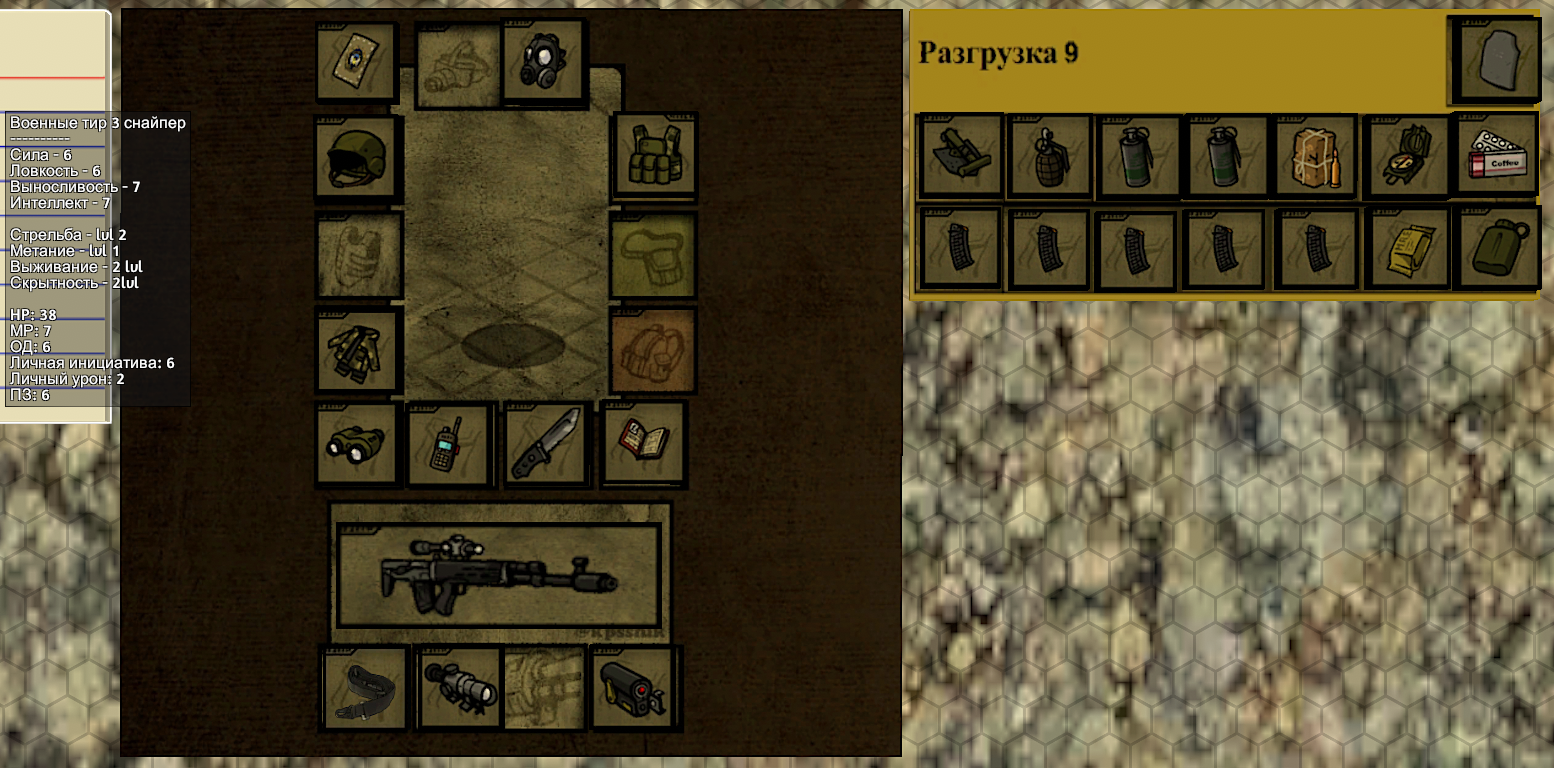 Разгрузка 9
Военные тир 3 снайпер
----------
Сила - 6
Ловкость - 6
Выносливость - 7
Интеллект - 7
Стрельба - lvl 2
Метание - lvl 1
Выживание - 2 lvl
Скрытность - 2lvl
HP: 38
МР: 7
ОД: 6
Личная инициатива: 6
Личный урон: 2
ПЗ: 6
Coffee